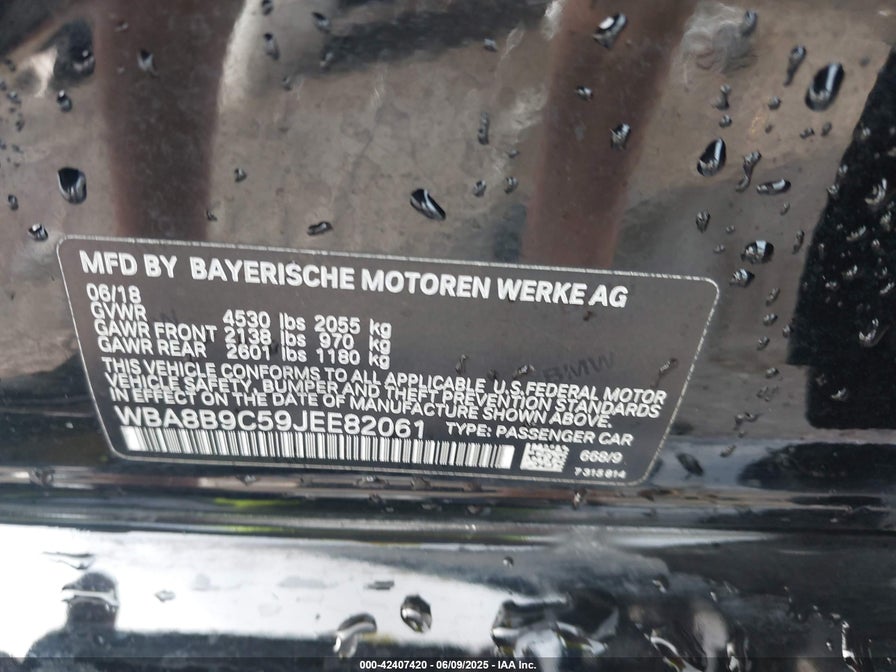 MFD BY BAYERISCHE MOTOREN WERKE AG
06/18
GVWR 4530 lbs 2055 kg
GAWR FRONT 2138 lbs 970 kg
GAWR REAR 2601 lbs 1180 kg
THIS VEHICLE CONFORMS TO ALL APPLICABLE U.S.FEDERAL MOTOR
VEHICLE SAFETY, BUMPER AND THEFT PREVENTION STANDARDS
IN EFFECT ON THE DATE OF MANUFACTURE SHOWN ABOVE.
WBA8B9C59JEE82061 TYPE: PASSENGER CAR
668/9
7 318 814
BMW
000-42407420 - 06/09/2025 - IAA Inc.